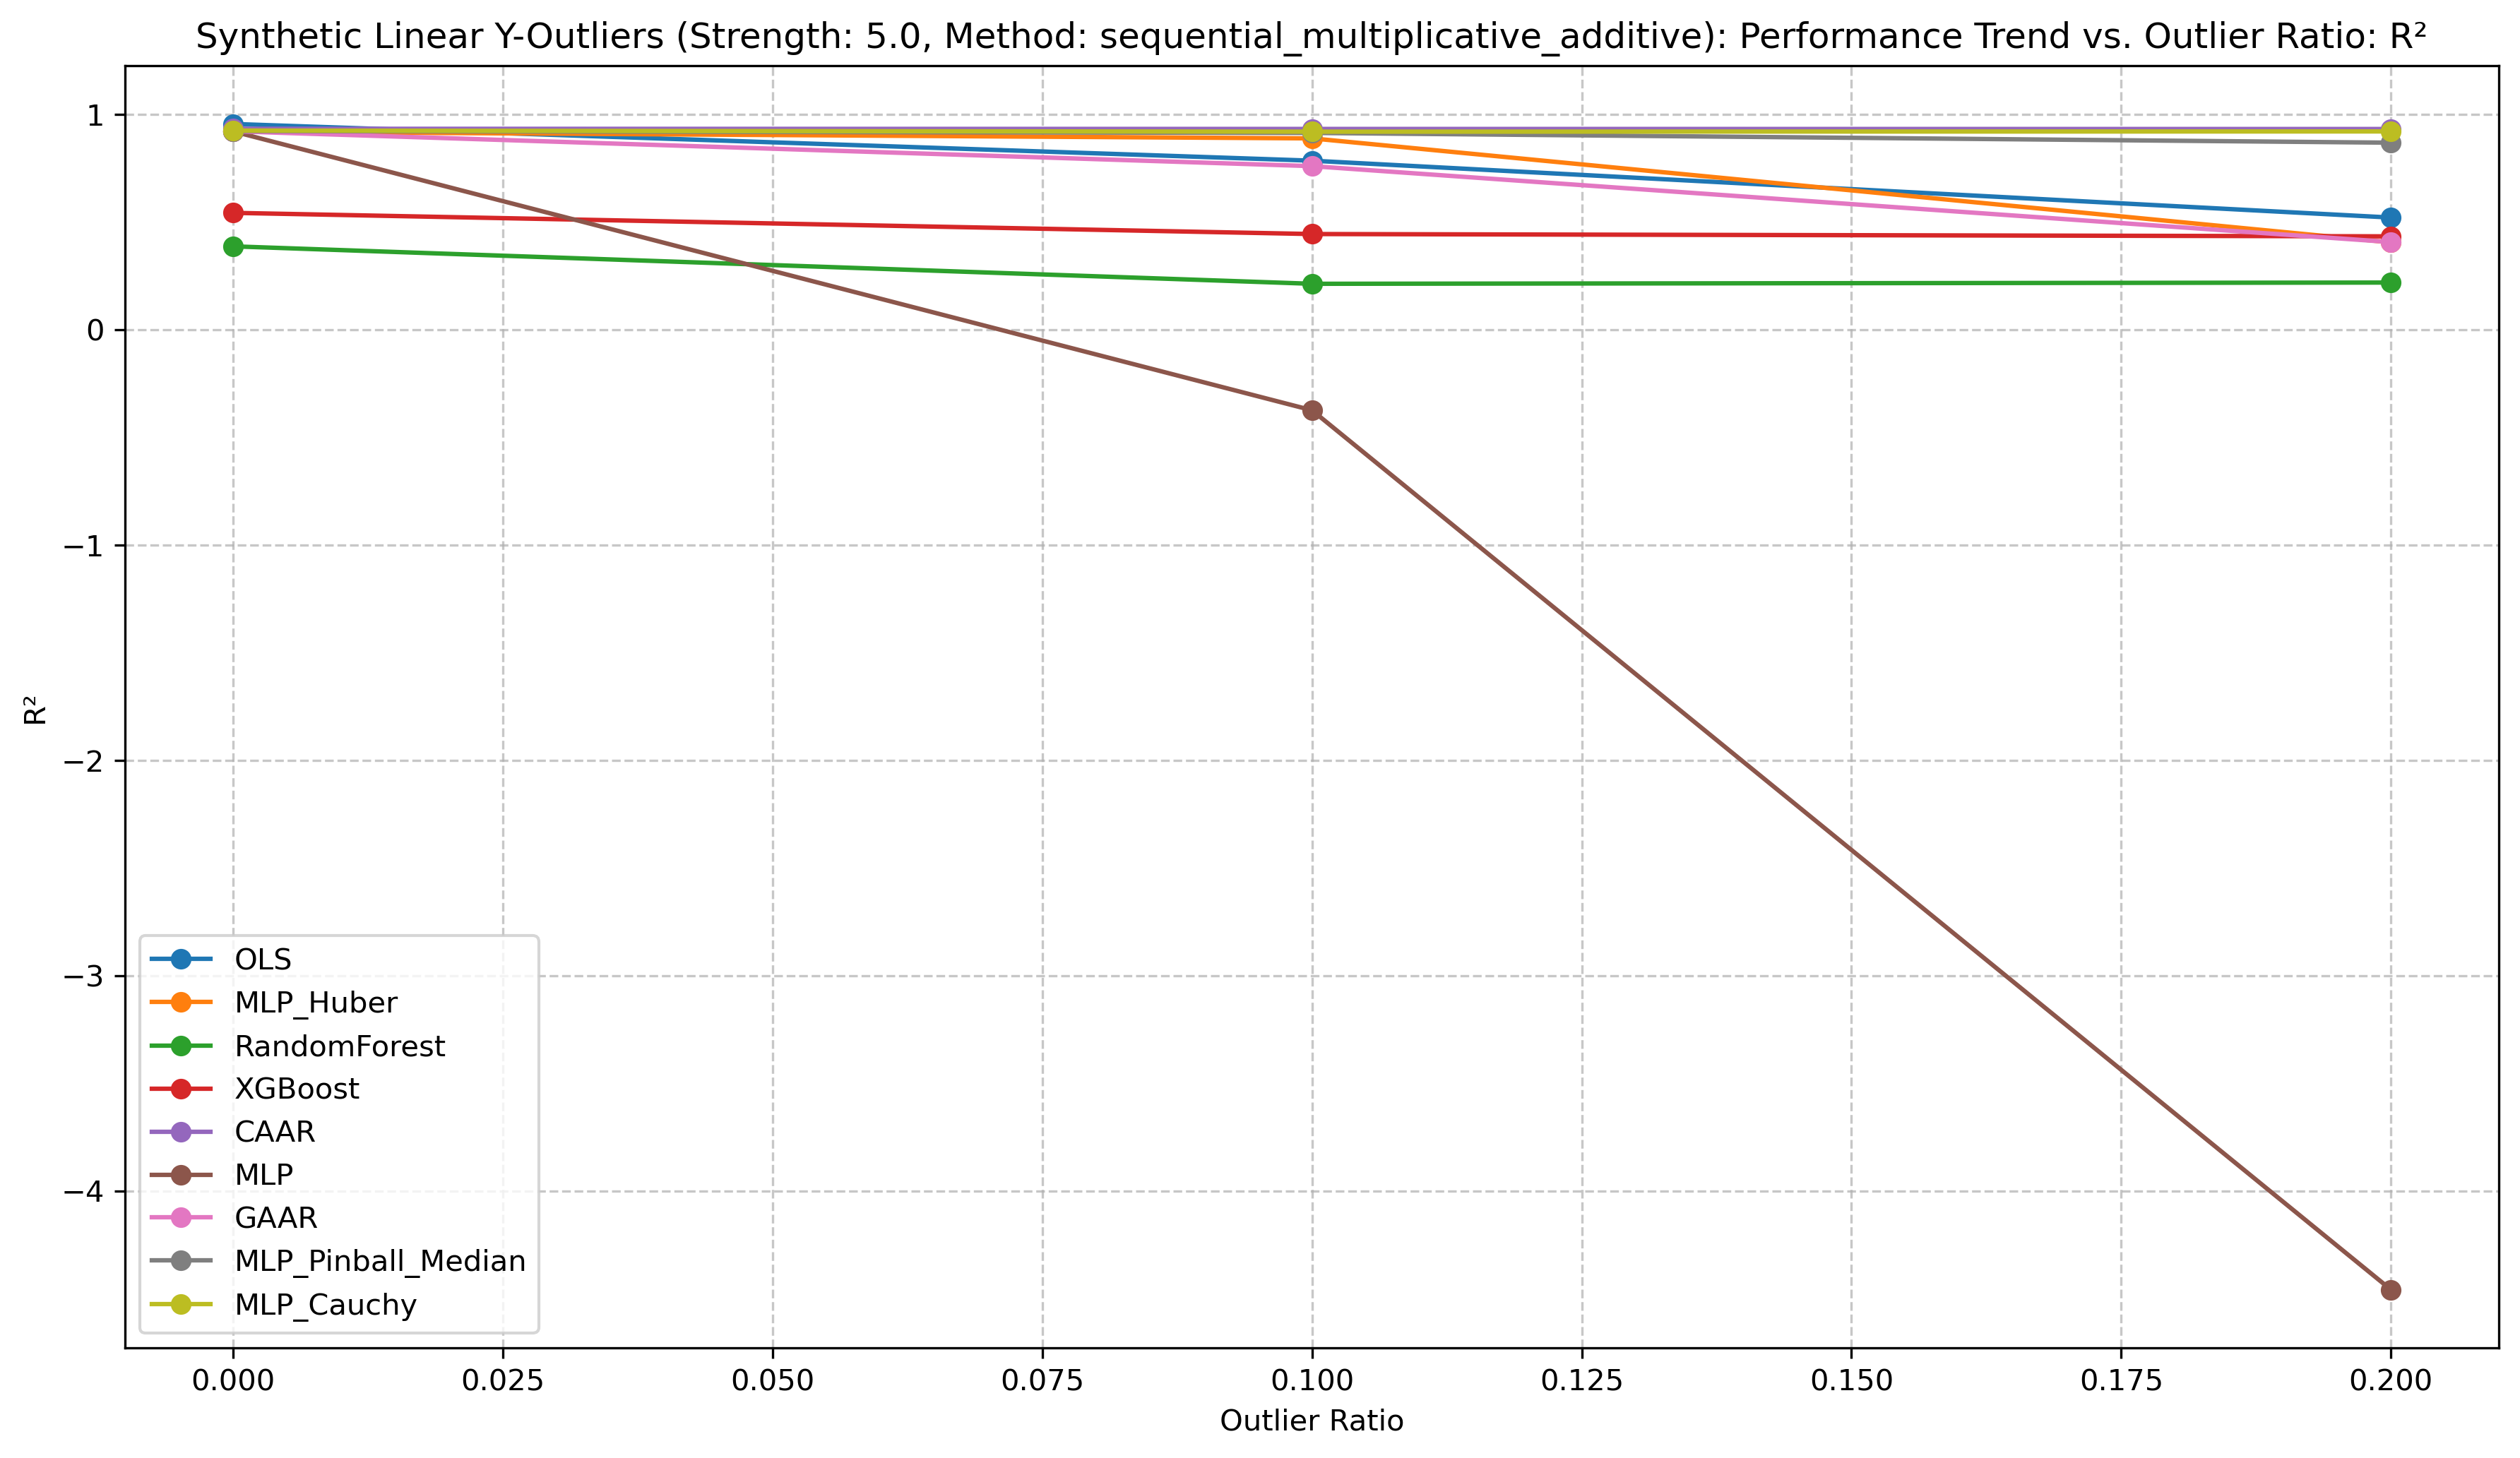 Synthetic Linear Y-Outliers (Strength: 5.0, Method: sequential_multiplicative_additive): Performance Trend vs. Outlier Ratio: R²
1
0
−1
−2
−3
−4
R²
OLS
MLP_Huber
RandomForest
XGBoost
CAAR
MLP
GAAR
MLP_Pinball_Median
MLP_Cauchy
0.000 0.025 0.050 0.075 0.100 0.125 0.150 0.175 0.200
Outlier Ratio